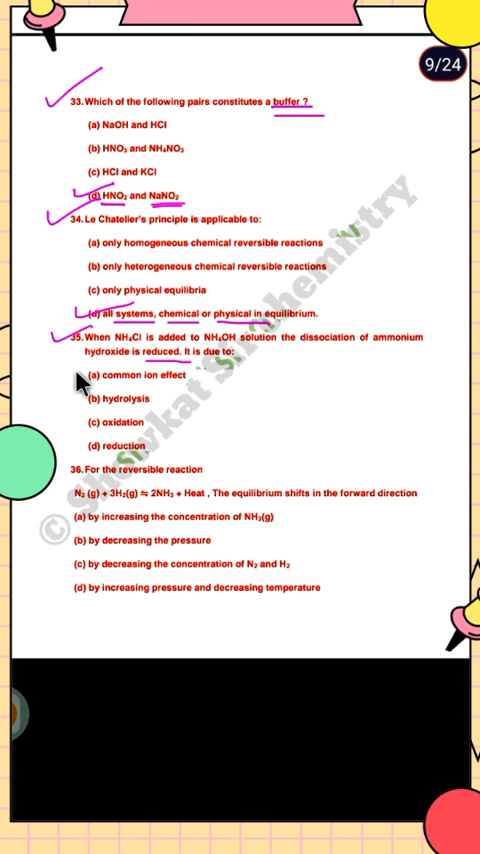 9/24
33. Which of the following pairs constitutes a buffer ?
(a) NaOH and HCl
(b) HNO₃ and NH₄NO₃
(c) HCl and KCl
(d) HNO₂ and NaNO₂
34. Le Chatelier's principle is applicable to:
(a) only homogeneous chemical reversible reactions
(b) only heterogeneous chemical reversible reactions
(c) only physical equilibria
(d) all systems, chemical or physical in equilibrium.
35. When NH₄Cl is added to NH₄OH solution the dissociation of ammonium
hydroxide is reduced. It is due to:
(a) common ion effect
(b) hydrolysis
(c) oxidation
(d) reduction
36. For the reversible reaction
N₂ (g) + 3H₂(g) ⇋ 2NH₃ + Heat , The equilibrium shifts in the forward direction
(a) by increasing the concentration of NH₃(g)
(b) by decreasing the pressure
(c) by decreasing the concentration of N₂ and H₂
(d) by increasing pressure and decreasing temperature